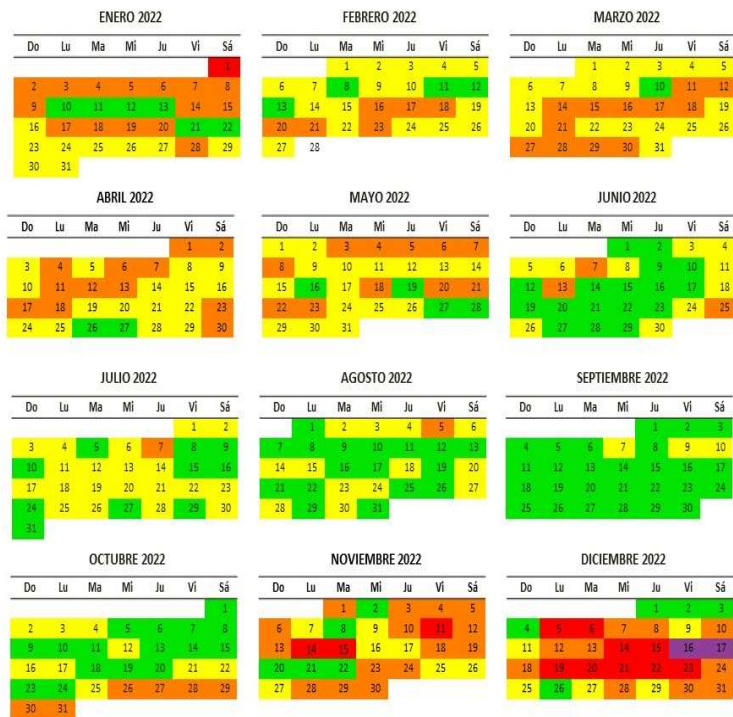 ENERO 2022 FEBRERO 2022 MARZO 2022
Do Lu Ma Mi Ju Vi Sá Do Lu Ma Mi Ju Vi Sá Do Lu Ma Mi Ju Vi Sá
1 1 2 3 4 5 1 2 3 4 5
2 3 4 5 6 7 8 6 7 8 9 10 11 12 6 7 8 9 10 11 12
9 10 11 12 13 14 15 13 14 15 16 17 18 19 13 14 15 16 17 18 19
16 17 18 19 20 21 22 20 21 22 23 24 25 26 20 21 22 23 24 25 26
23 24 25 26 27 28 29 27 28 27 28 29 30 31
30 31
ABRIL 2022 MAYO 2022 JUNIO 2022
Do Lu Ma Mi Ju Vi Sá Do Lu Ma Mi Ju Vi Sá Do Lu Ma Mi Ju Vi Sá
1 2 1 2 3 4 5 6 7 1 2 3 4
3 4 5 6 7 8 9 8 9 10 11 12 13 14 5 6 7 8 9 10 11
10 11 12 13 14 15 16 15 16 17 18 19 20 21 12 13 14 15 16 17 18
17 18 19 20 21 22 23 22 23 24 25 26 27 28 19 20 21 22 23 24 25
24 25 26 27 28 29 30 29 30 31 26 27 28 29 30
JULIO 2022 AGOSTO 2022 SEPTIEMBRE 2022
Do Lu Ma Mi Ju Vi Sá Do Lu Ma Mi Ju Vi Sá Do Lu Ma Mi Ju Vi Sá
1 2 1 2 3 4 5 6 1 2 3
3 4 5 6 7 8 9 7 8 9 10 11 12 13 4 5 6 7 8 9 10
10 11 12 13 14 15 16 14 15 16 17 18 19 20 11 12 13 14 15 16 17
17 18 19 20 21 22 23 21 22 23 24 25 26 27 18 19 20 21 22 23 24
24 25 26 27 28 29 30 28 29 30 31 25 26 27 28 29 30
31
OCTUBRE 2022 NOVIEMBRE 2022 DICIEMBRE 2022
Do Lu Ma Mi Ju Vi Sá Do Lu Ma Mi Ju Vi Sá Do Lu Ma Mi Ju Vi Sá
1 1 2 3 4 5 1 2 3
2 3 4 5 6 7 8 6 7 8 9 10 11 12 4 5 6 7 8 9 10
9 10 11 12 13 14 15 13 14 15 16 17 18 19 11 12 13 14 15 16 17
16 17 18 19 20 21 22 20 21 22 23 24 25 26 18 19 20 21 22 23 24
23 24 25 26 27 28 29 27 28 29 30 25 26 27 28 29 30 31
30 31